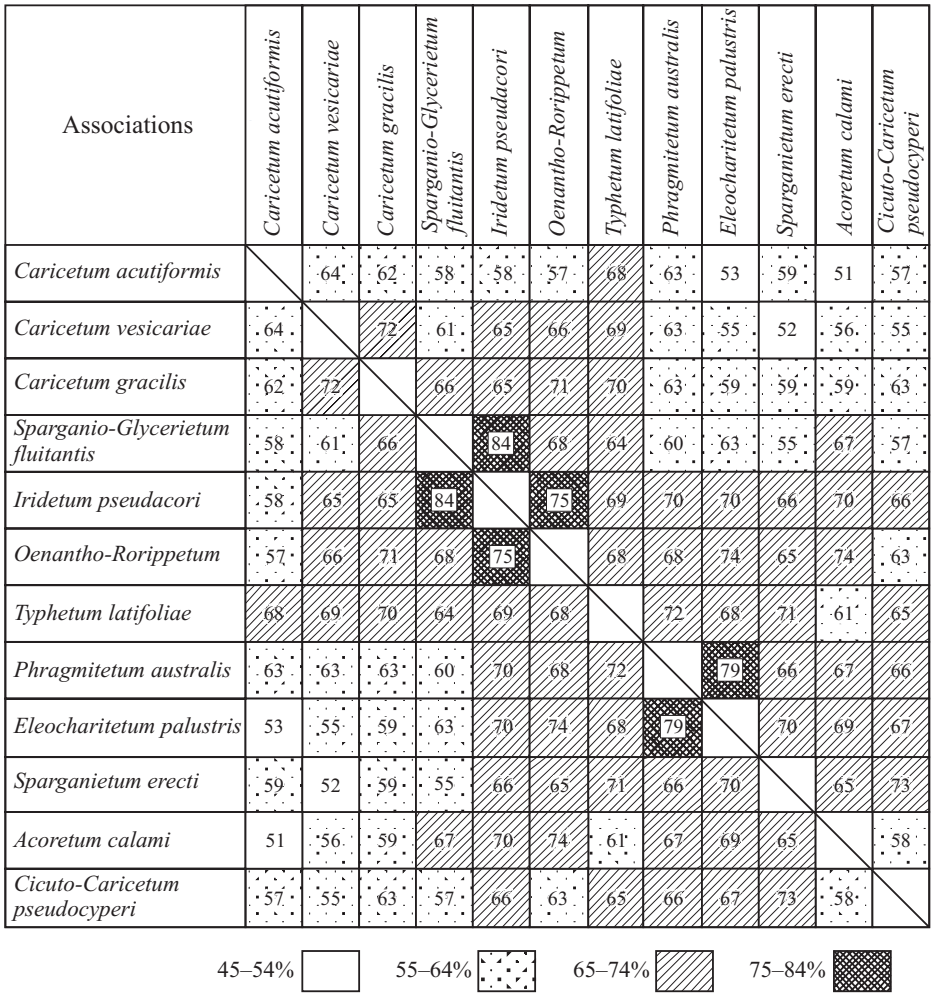 Associations
Caricetum acutiformis
Caricetum vesicariae
Caricetum gracilis
Sparganio-Glycerietum
fluitantis
Iridetum pseudacori
Oenantho-Rorippetum
Typhetum latifoliae
Phragmitetum australis
Eleocharitetum palustris
Sparganietum erecti
Acoretum calami
Cicuto-Caricetum
pseudocyperi
Caricetum acutiformis 64 62 58 58 57 68 63 53 59 51 57
Caricetum vesicariae 64 72 61 65 66 69 63 55 52 56 55
Caricetum gracilis 62 72 66 65 71 70 63 59 59 59 63
Sparganio-Glycerietum
fluitantis 58 61 66 84 68 64 60 63 55 67 57
Iridetum pseudacori 58 65 65 84 75 69 70 70 66 70 66
Oenantho-Rorippetum 57 66 71 68 75 68 68 74 65 74 63
Typhetum latifoliae 68 69 70 64 69 68 72 68 71 61 65
Phragmitetum australis 63 63 63 60 70 68 72 79 66 67 66
Eleocharitetum palustris 53 55 59 63 70 74 68 79 70 69 67
Sparganietum erecti 59 52 59 55 66 65 71 66 70 65 73
Acoretum calami 51 56 59 67 70 74 61 67 69 65 58
Cicuto-Caricetum
pseudocyperi 57 55 63 57 66 63 65 66 67 73 58
45–54% 55–64% 65–74% 75–84%